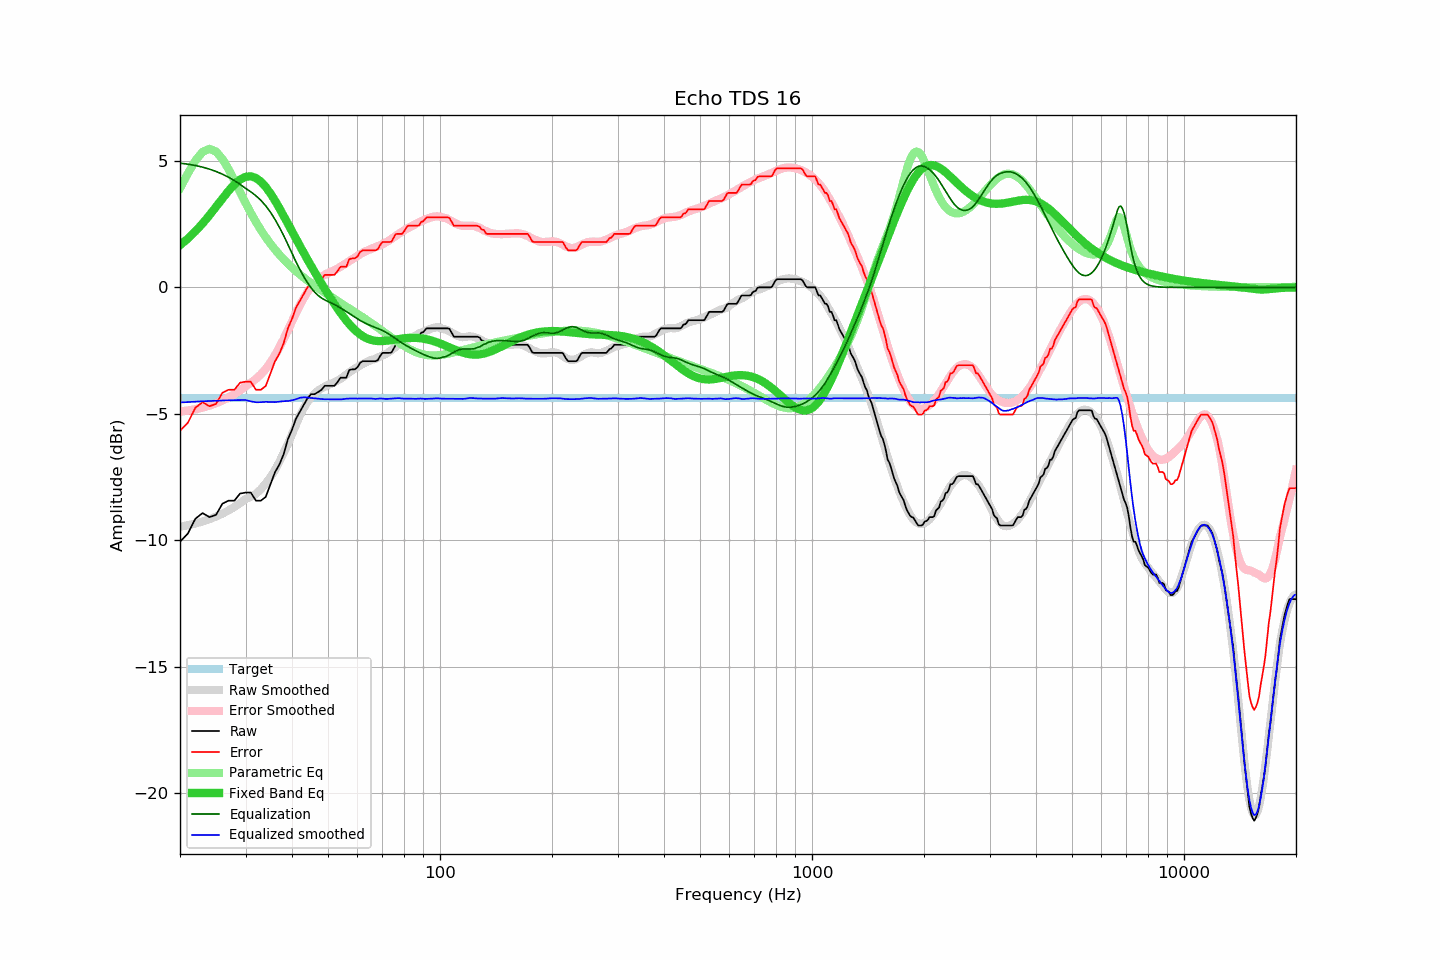 Echo TDS 16
Amplitude (dBr)
5
0
−5
−10
−15
−20
Target
Raw Smoothed
Error Smoothed
Raw
Error
Parametric Eq
Fixed Band Eq
Equalization
Equalized smoothed
100
1000
10000
Frequency (Hz)